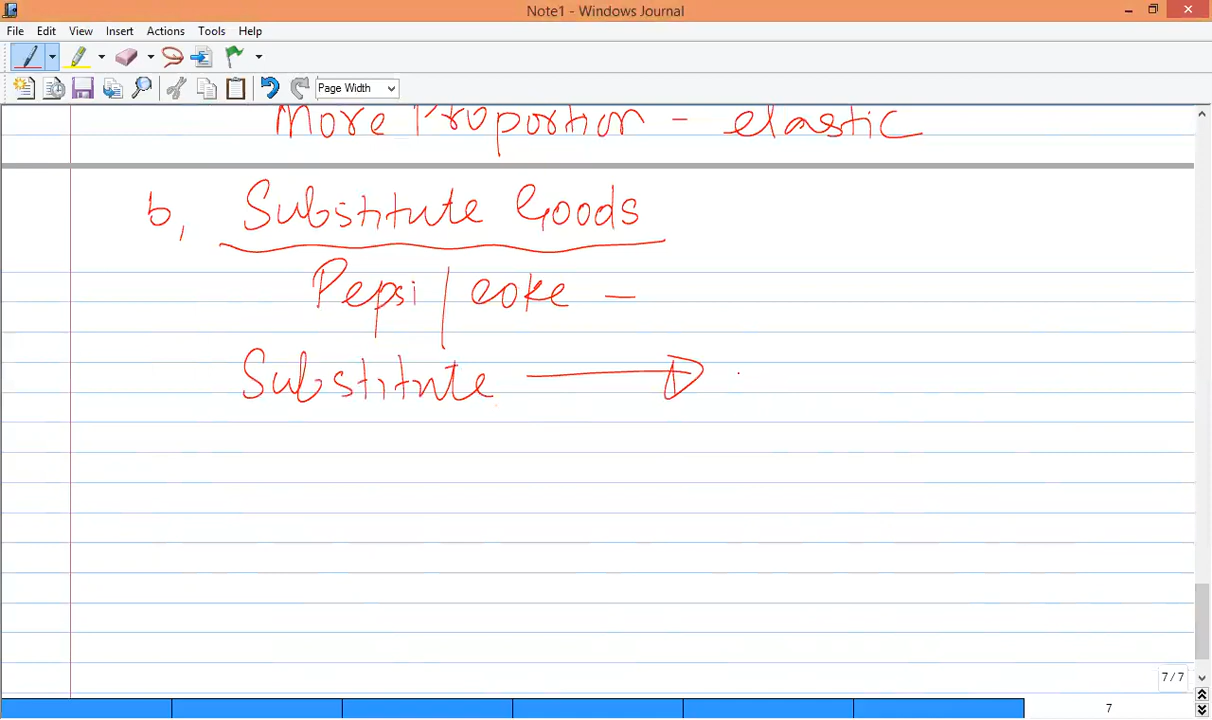 Note1 - Windows Journal
File Edit View Insert Actions Tools Help
Page Width
More Proportion - elastic
b, Substitute Goods
Pepsi | coke -
Substitute
7 / 7
7